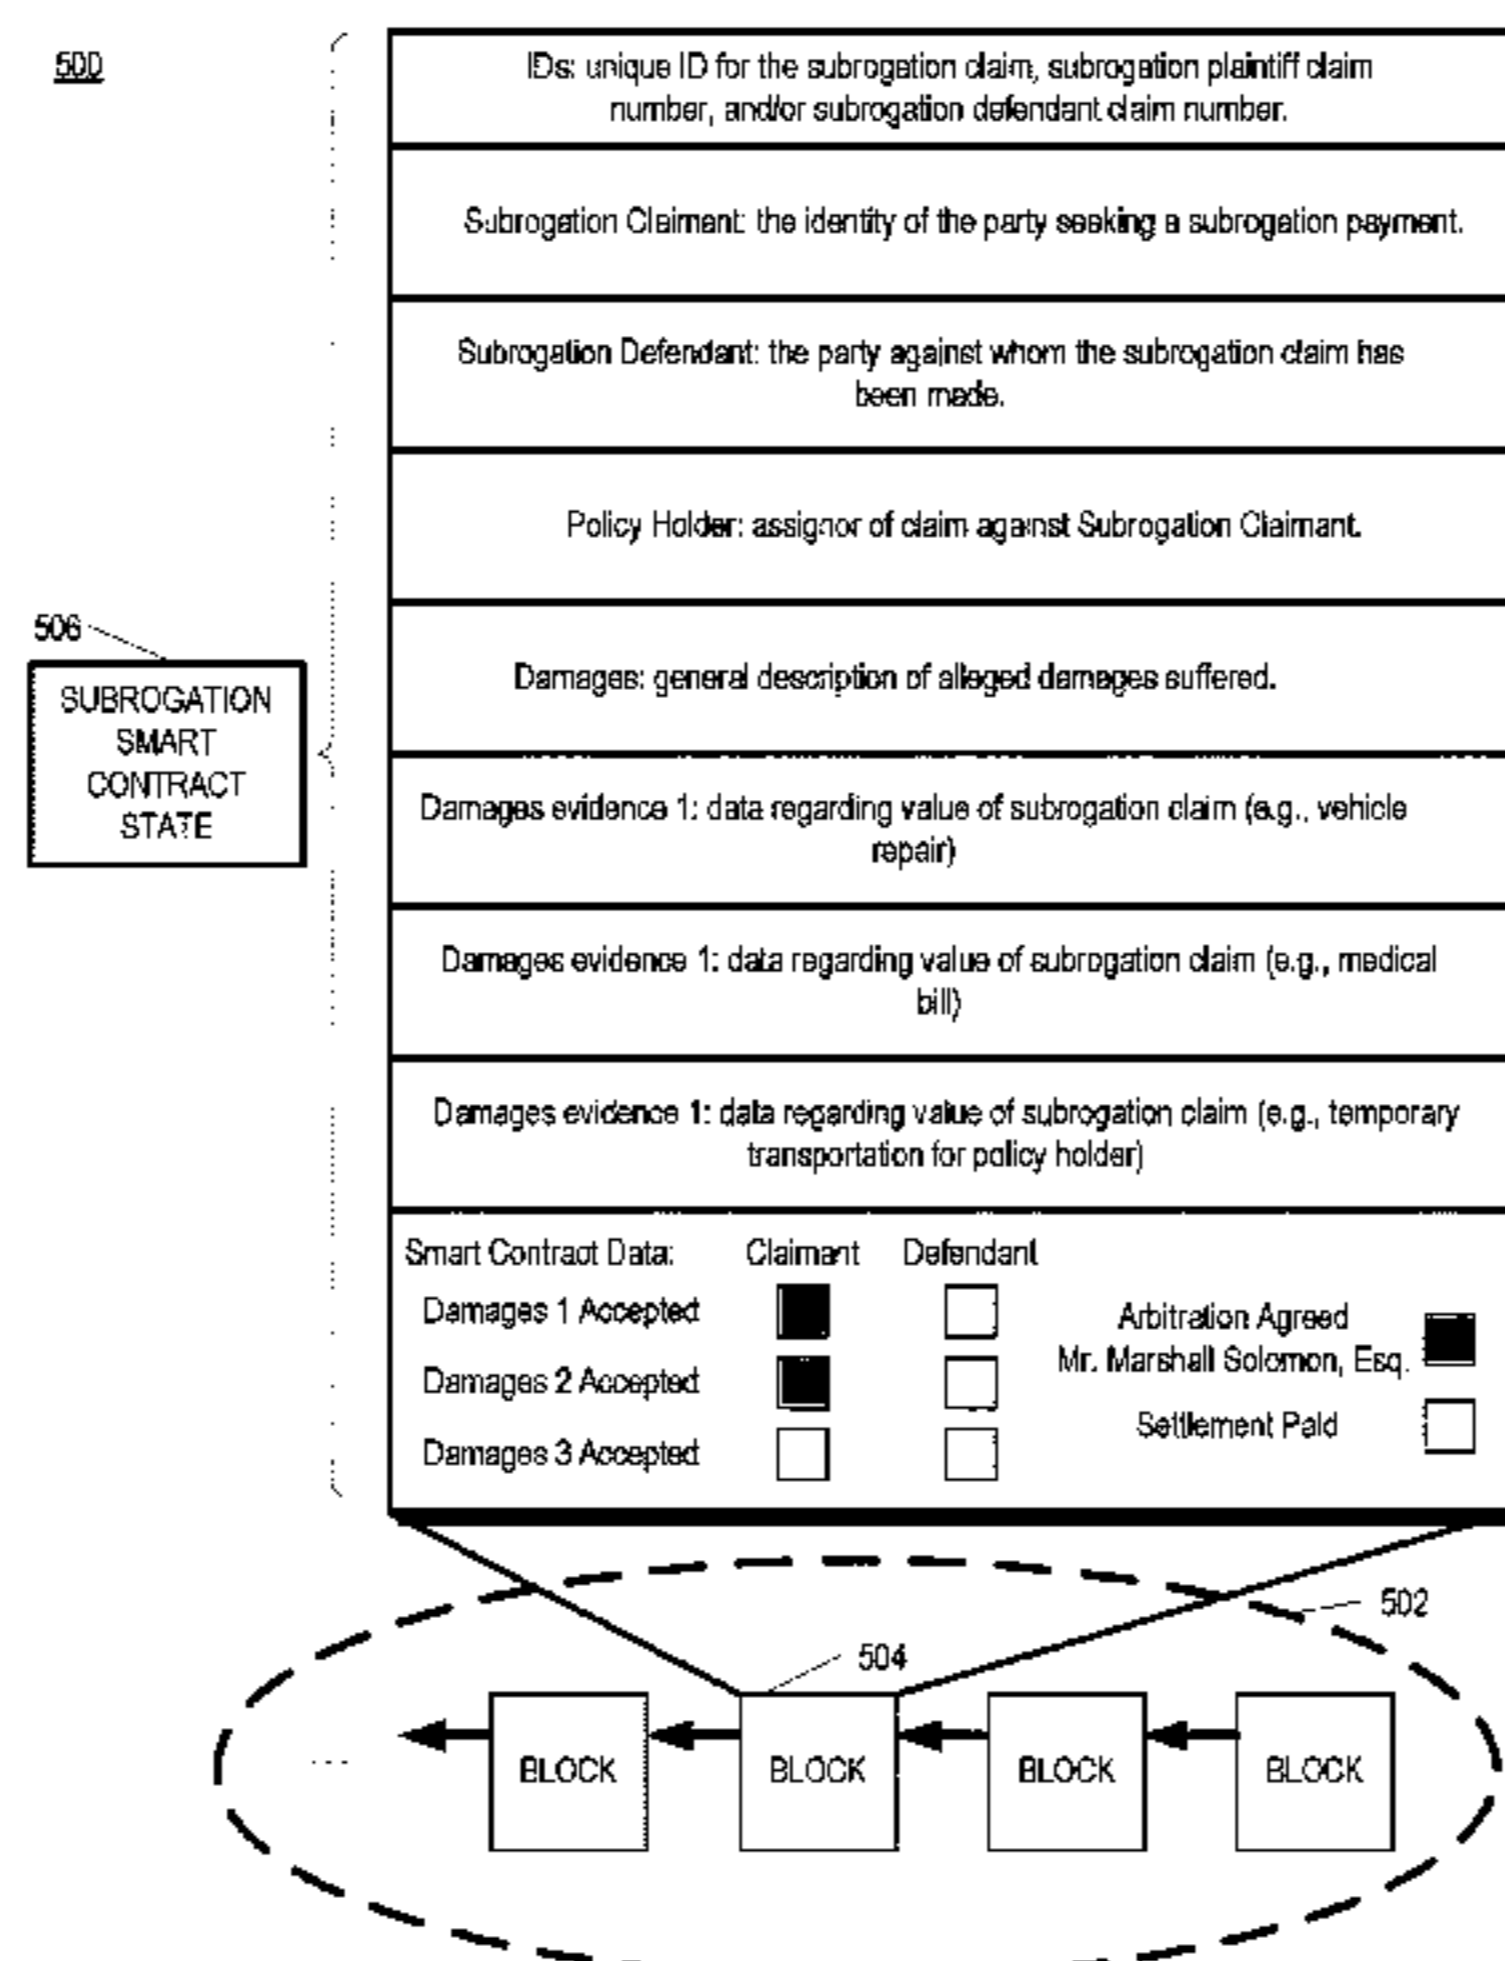 500
IDs: unique ID for the subrogation claim, subrogation plaintiff claim
number, and/or subrogation defendant claim number.
Subrogation Claimant: the identity of the party seeking a subrogation payment.
Subrogation Defendant: the party against whom the subrogation claim has
been made.
Policy Holder: assignor of claim against Subrogation Claimant.
Damages: general description of alleged damages suffered.
506
SUBROGATION
SMART
CONTRACT
STATE
Damages evidence 1: data regarding value of subrogation claim (e.g., vehicle
repair)
Damages evidence 1: data regarding value of subrogation claim (e.g., medical
bill)
Damages evidence 1: data regarding value of subrogation claim (e.g., temporary
transportation for policy holder)
Smart Contract Data: Claimant Defendant
Damages 1 Accepted
Damages 2 Accepted
Damages 3 Accepted
Arbitration Agreed
Mr. Marshall Solomon, Esq.
Settlement Paid
502
504
BLOCK BLOCK BLOCK BLOCK